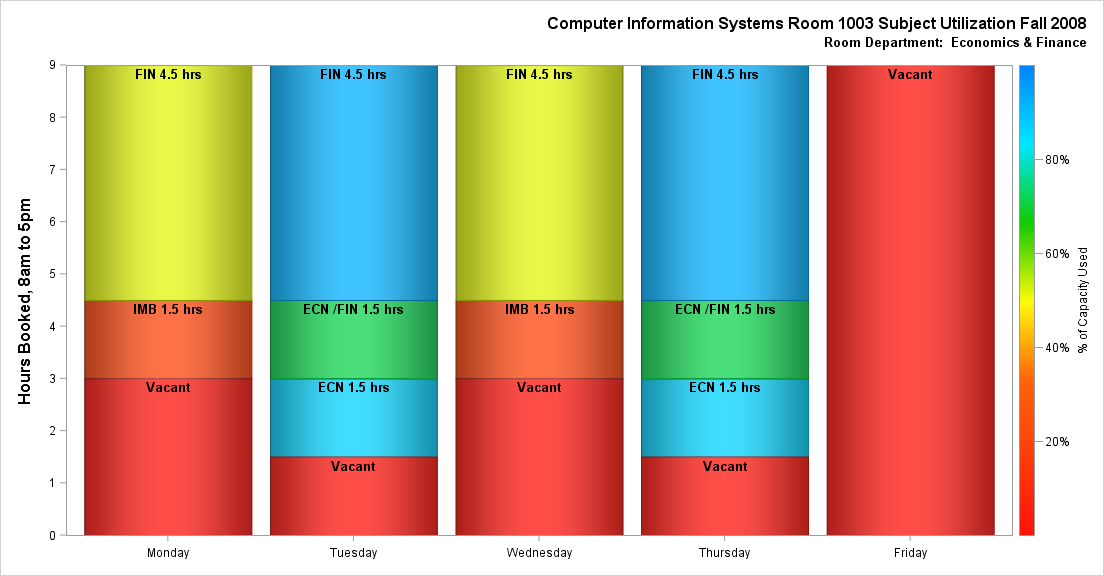 Computer Information Systems Room 1003 Subject Utilization Fall 2008
Room Department:  Economics & Finance
Hours Booked, 8am to 5pm
9
8
7
6
5
4
3
2
1
0
FIN 4.5 hrs
IMB 1.5 hrs
Vacant
FIN 4.5 hrs
ECN /FIN 1.5 hrs
ECN 1.5 hrs
Vacant
FIN 4.5 hrs
IMB 1.5 hrs
Vacant
FIN 4.5 hrs
ECN /FIN 1.5 hrs
ECN 1.5 hrs
Vacant
Vacant
Monday
Tuesday
Wednesday
Thursday
Friday
80%
60%
40%
20%
% of Capacity Used